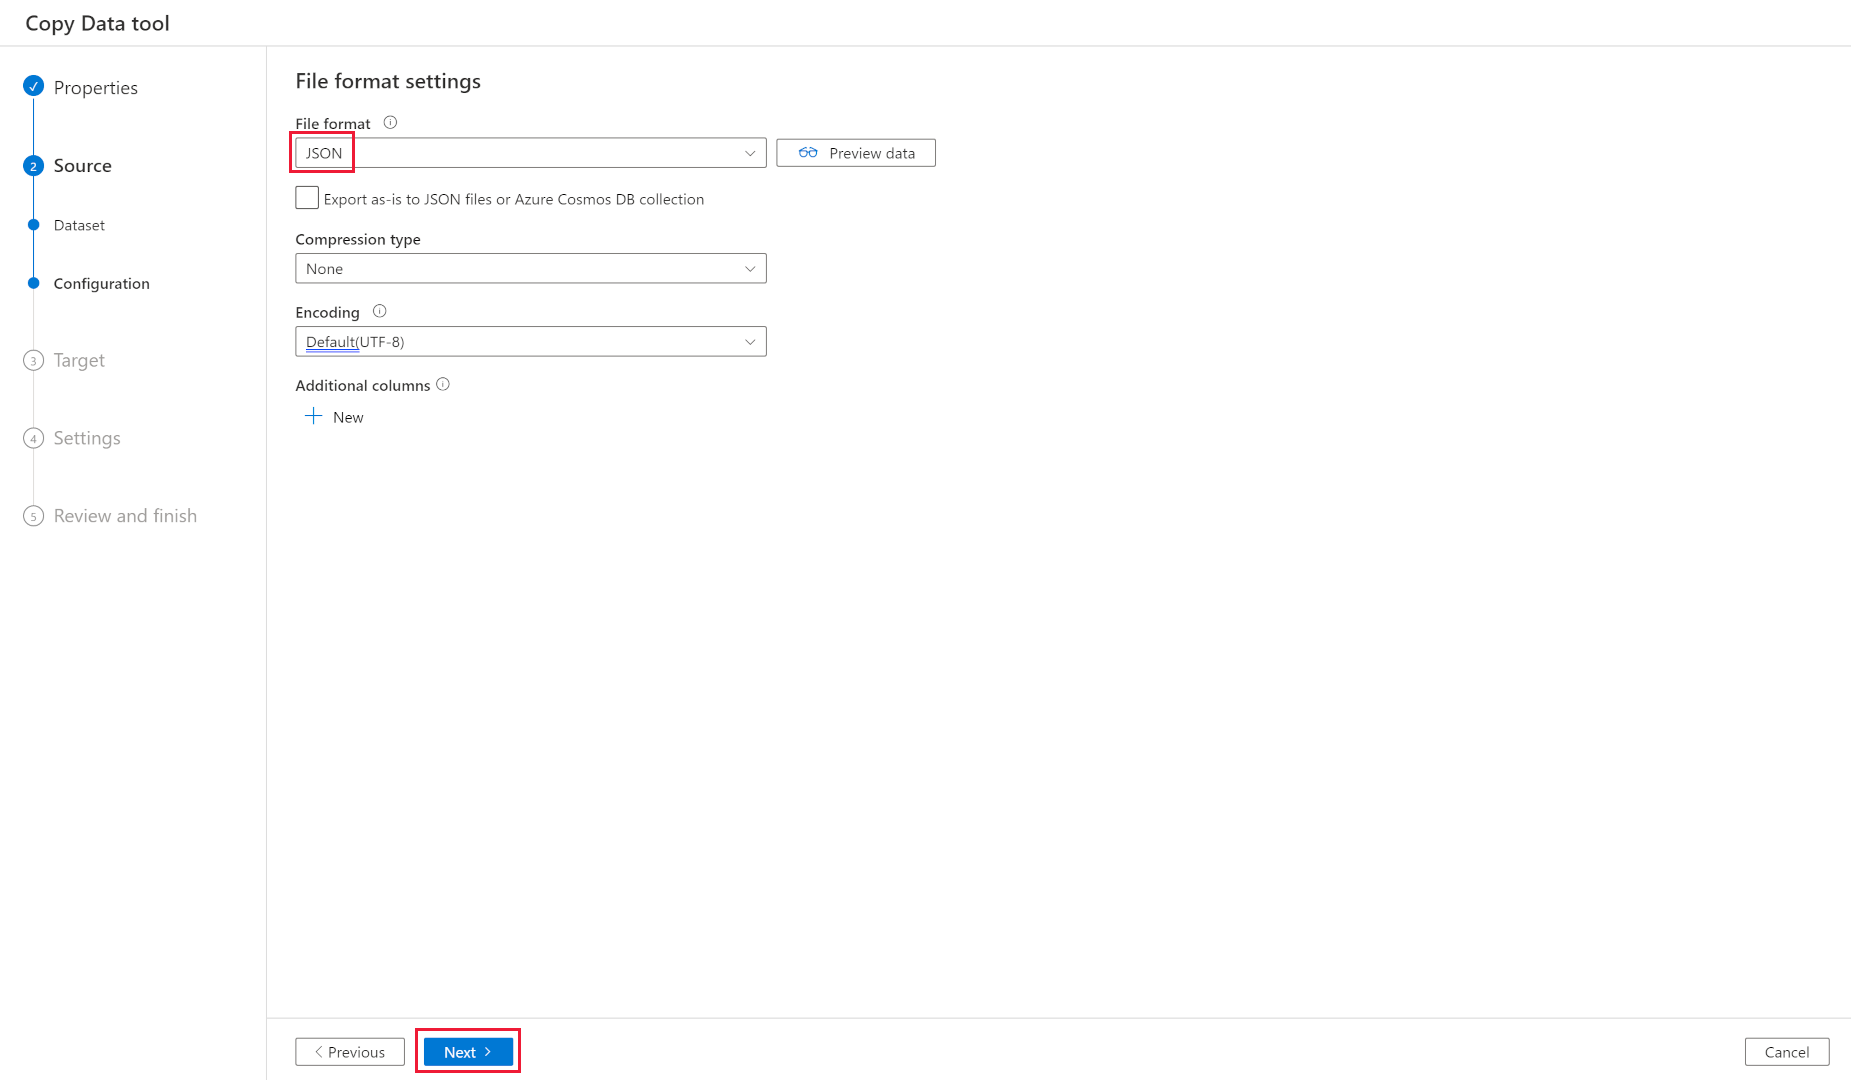 Copy Data tool
Properties
2 Source
Dataset
Configuration
3 Target
4 Settings
5 Review and finish
File format settings
File format
JSON
Preview data
Export as-is to JSON files or Azure Cosmos DB collection
Compression type
None
Encoding
Default(UTF-8)
Additional columns
New
Previous
Next
Cancel